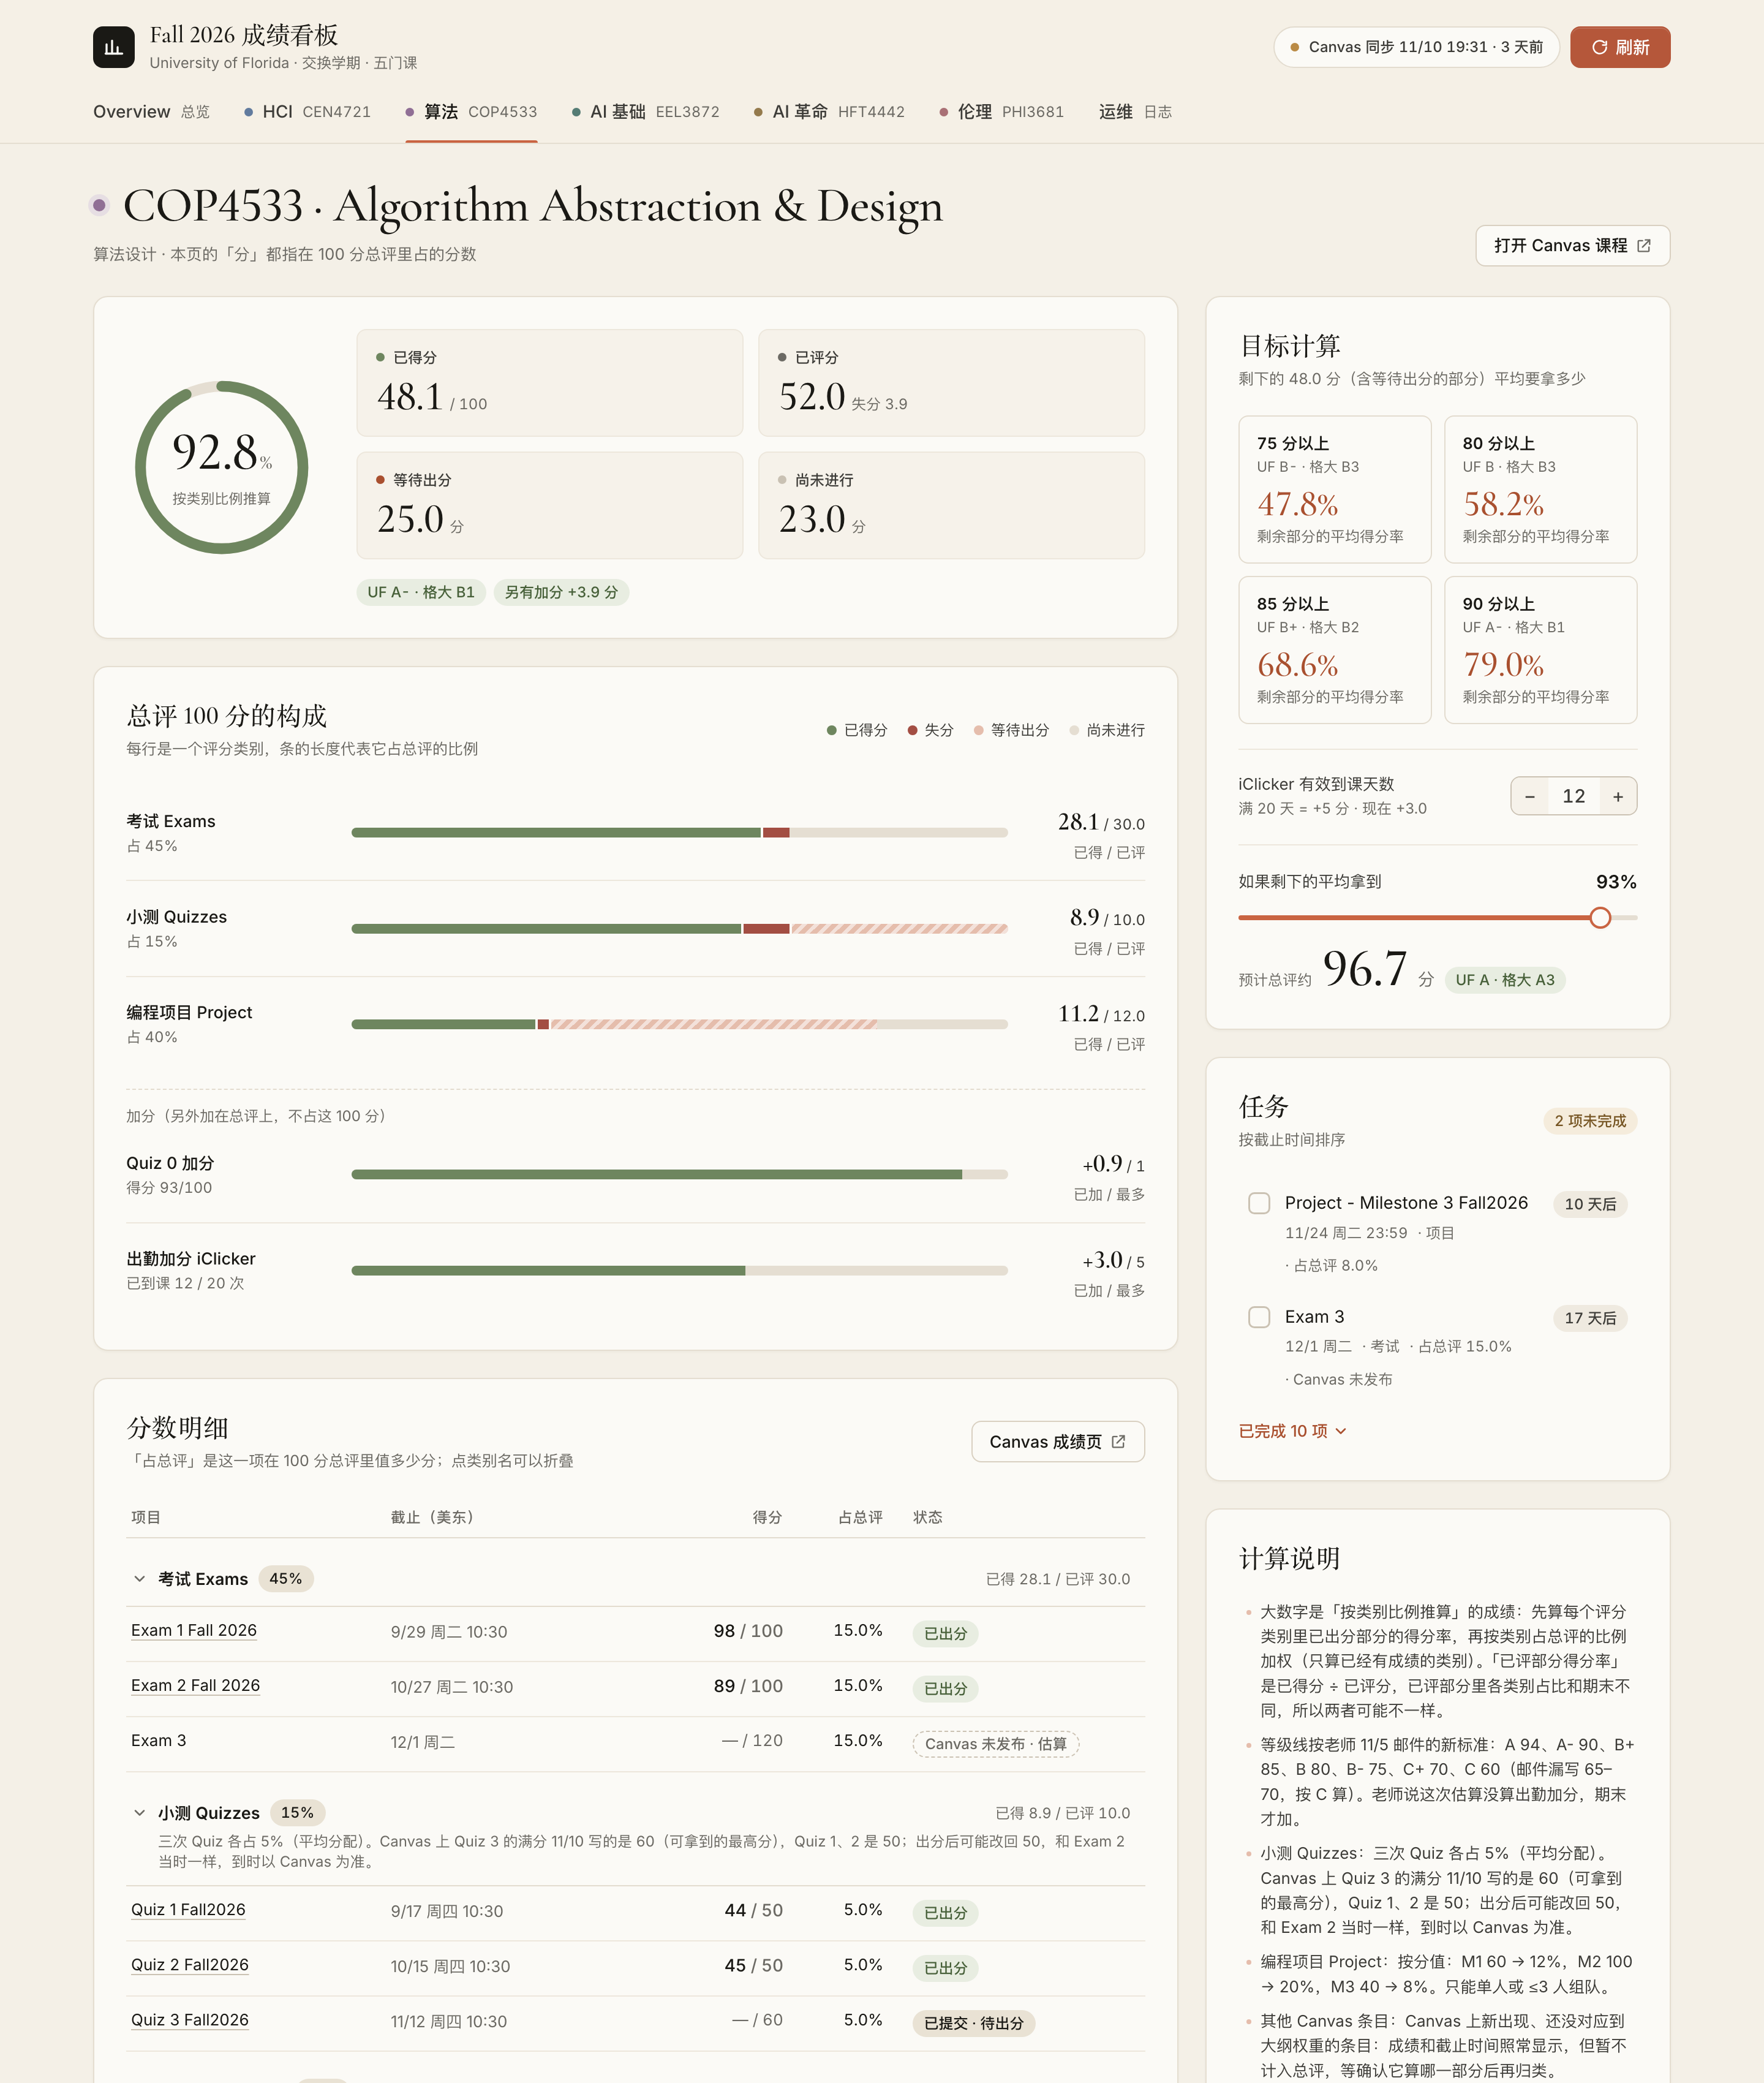 Fall 2026 成绩看板
University of Florida · 交换学期 · 五门课
Canvas 同步 11/10 19:31 · 3 天前
刷新
Overview 总览
HCI CEN4721
算法 COP4533
AI 基础 EEL3872
AI 革命 HFT4442
伦理 PHI3681
运维 日志
COP4533 · Algorithm Abstraction & Design
算法设计 · 本页的「分」都指在 100 分总评里占的分数
打开 Canvas 课程
92.8%
按类别比例推算
已得分
48.1 / 100
已评分
52.0 失分 3.9
等待出分
25.0 分
尚未进行
23.0 分
UF A- · 格大 B1
另有加分 +3.9 分
总评 100 分的构成
每行是一个评分类别，条的长度代表它占总评的比例
已得分
失分
等待出分
尚未进行
考试 Exams
占 45%
28.1 / 30.0
已得 / 已评
小测 Quizzes
占 15%
8.9 / 10.0
已得 / 已评
编程项目 Project
占 40%
11.2 / 12.0
已得 / 已评
加分（另外加在总评上，不占这 100 分）
Quiz 0 加分
得分 93/100
+0.9 / 1
已加 / 最多
出勤加分 iClicker
已到课 12 / 20 次
+3.0 / 5
已加 / 最多
分数明细
「占总评」是这一项在 100 分总评里值多少分；点类别名可以折叠
Canvas 成绩页
项目 截止（美东） 得分 占总评 状态
考试 Exams 45% 已得 28.1 / 已评 30.0
Exam 1 Fall 2026 9/29 周二 10:30 98 / 100 15.0% 已出分
Exam 2 Fall 2026 10/27 周二 10:30 89 / 100 15.0% 已出分
Exam 3 12/1 周二 — / 120 15.0% Canvas 未发布 · 估算
小测 Quizzes 15% 已得 8.9 / 已评 10.0
三次 Quiz 各占 5%（平均分配）。Canvas 上 Quiz 3 的满分 11/10 写的是 60（可拿到的最高分），Quiz 1、2 是 50；出分后可能改回 50，和 Exam 2
当时一样，到时以 Canvas 为准。
Quiz 1 Fall2026 9/17 周四 10:30 44 / 50 5.0% 已出分
Quiz 2 Fall2026 10/15 周四 10:30 45 / 50 5.0% 已出分
Quiz 3 Fall2026 11/12 周四 10:30 — / 60 5.0% 已提交 · 待出分
目标计算
剩下的 48.0 分（含等待出分的部分）平均要拿多少
75 分以上
UF B- · 格大 B3
47.8%
剩余部分的平均得分率
80 分以上
UF B · 格大 B3
58.2%
剩余部分的平均得分率
85 分以上
UF B+ · 格大 B2
68.6%
剩余部分的平均得分率
90 分以上
UF A- · 格大 B1
79.0%
剩余部分的平均得分率
iClicker 有效到课天数
满 20 天 = +5 分 · 现在 +3.0
− 12 +
如果剩下的平均拿到 93%
预计总评约 96.7 分 UF A · 格大 A3
任务
按截止时间排序
2 项未完成
Project - Milestone 3 Fall2026 10 天后
11/24 周二 23:59 · 项目
· 占总评 8.0%
Exam 3 17 天后
12/1 周二 · 考试 · 占总评 15.0%
· Canvas 未发布
已完成 10 项
计算说明
大数字是「按类别比例推算」的成绩：先算每个评分
类别里已出分部分的得分率，再按类别占总评的比例
加权（只算已经有成绩的类别）。「已评部分得分率」
是已得分 ÷ 已评分，已评部分里各类别占比和期末不
同，所以两者可能不一样。
等级线按老师 11/5 邮件的新标准：A 94、A- 90、B+
85、B 80、B- 75、C+ 70、C 60（邮件漏写 65–
70，按 C 算）。老师说这次估算没算出勤加分，期末
才加。
小测 Quizzes：三次 Quiz 各占 5%（平均分配）。
Canvas 上 Quiz 3 的满分 11/10 写的是 60（可拿到
的最高分），Quiz 1、2 是 50；出分后可能改回 50，
和 Exam 2 当时一样，到时以 Canvas 为准。
编程项目 Project：按分值：M1 60 → 12%，M2 100
→ 20%，M3 40 → 8%。只能单人或 ≤3 人组队。
其他 Canvas 条目：Canvas 上新出现、还没对应到
大纲权重的条目：成绩和截止时间照常显示，但暂不
计入总评，等确认它算哪一部分后再归类。